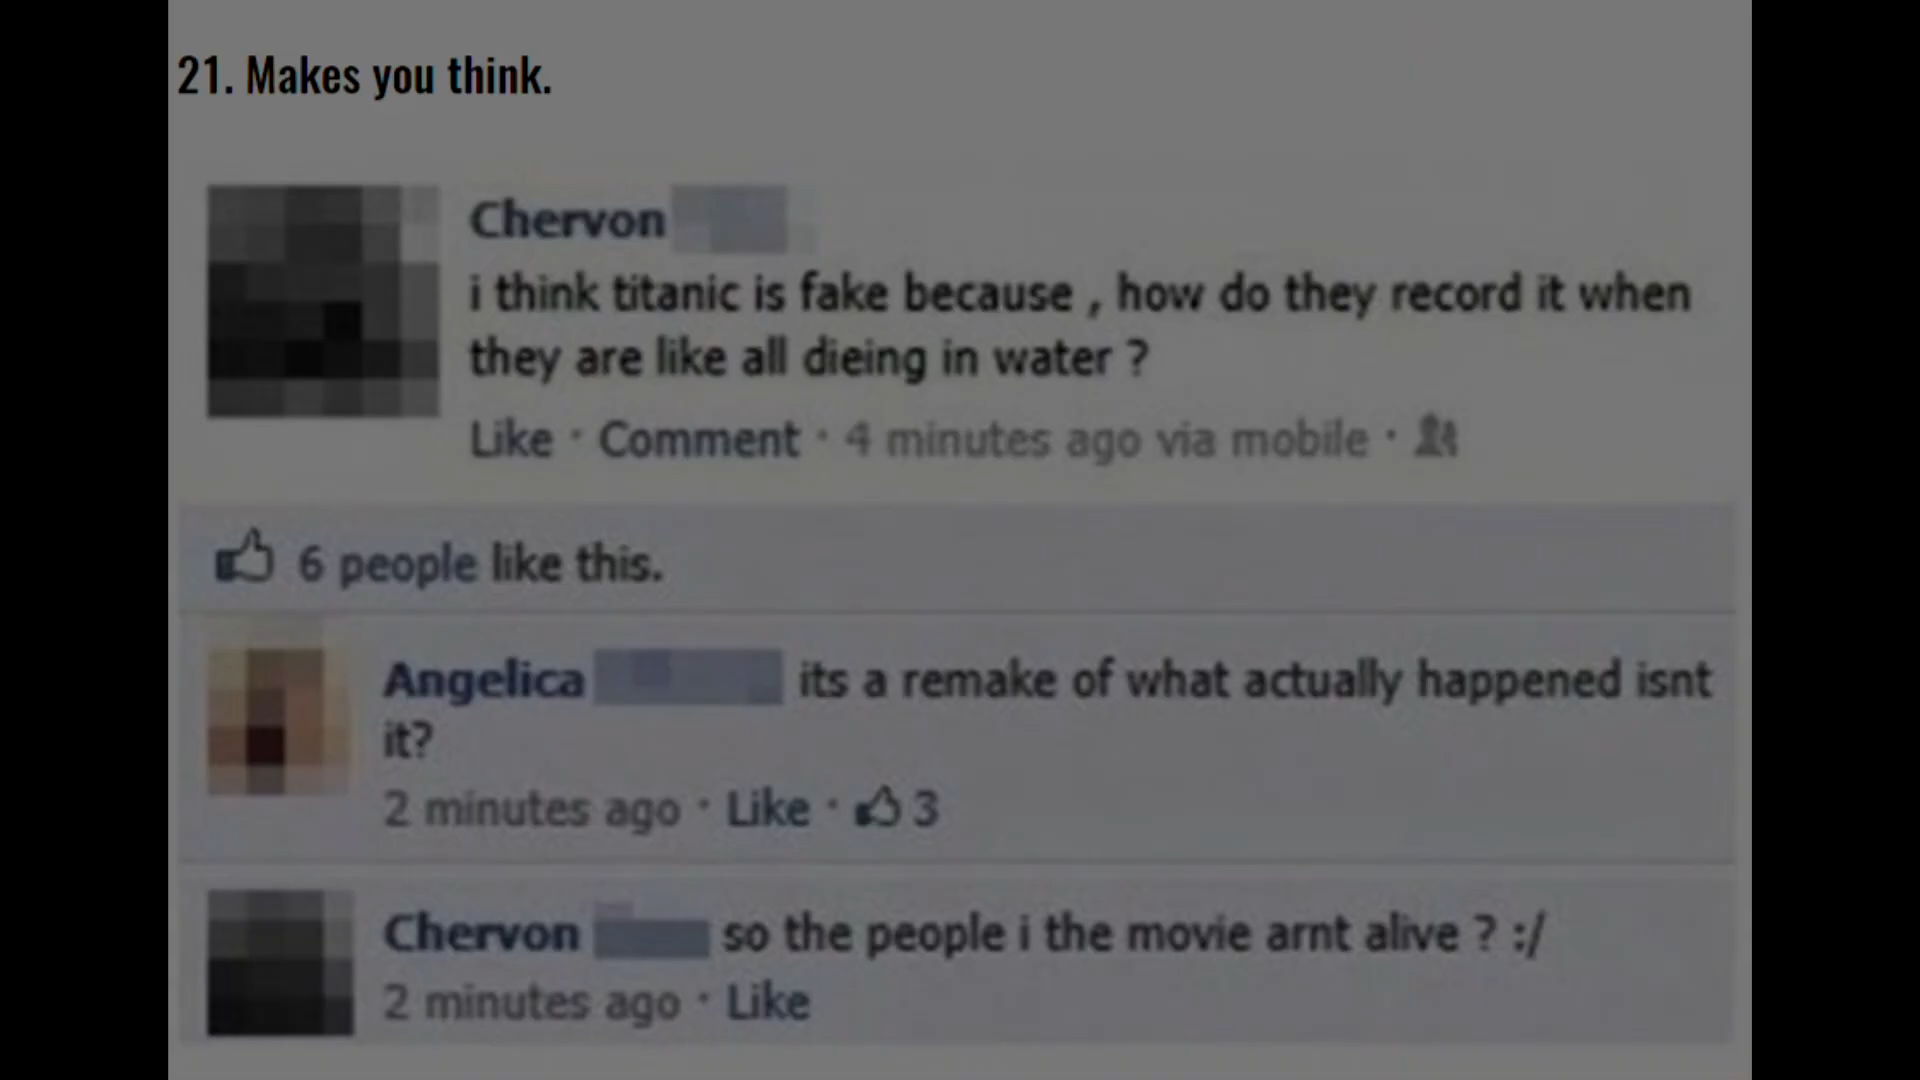 21. Makes you think.
Chervon
i think titanic is fake because , how do they record it when
they are like all dieing in water ?
Like · Comment · 4 minutes ago via mobile ·
6 people like this.
Angelica its a remake of what actually happened isnt
it?
2 minutes ago · Like · 3
Chervon so the people i the movie arnt alive ? :/
2 minutes ago · Like